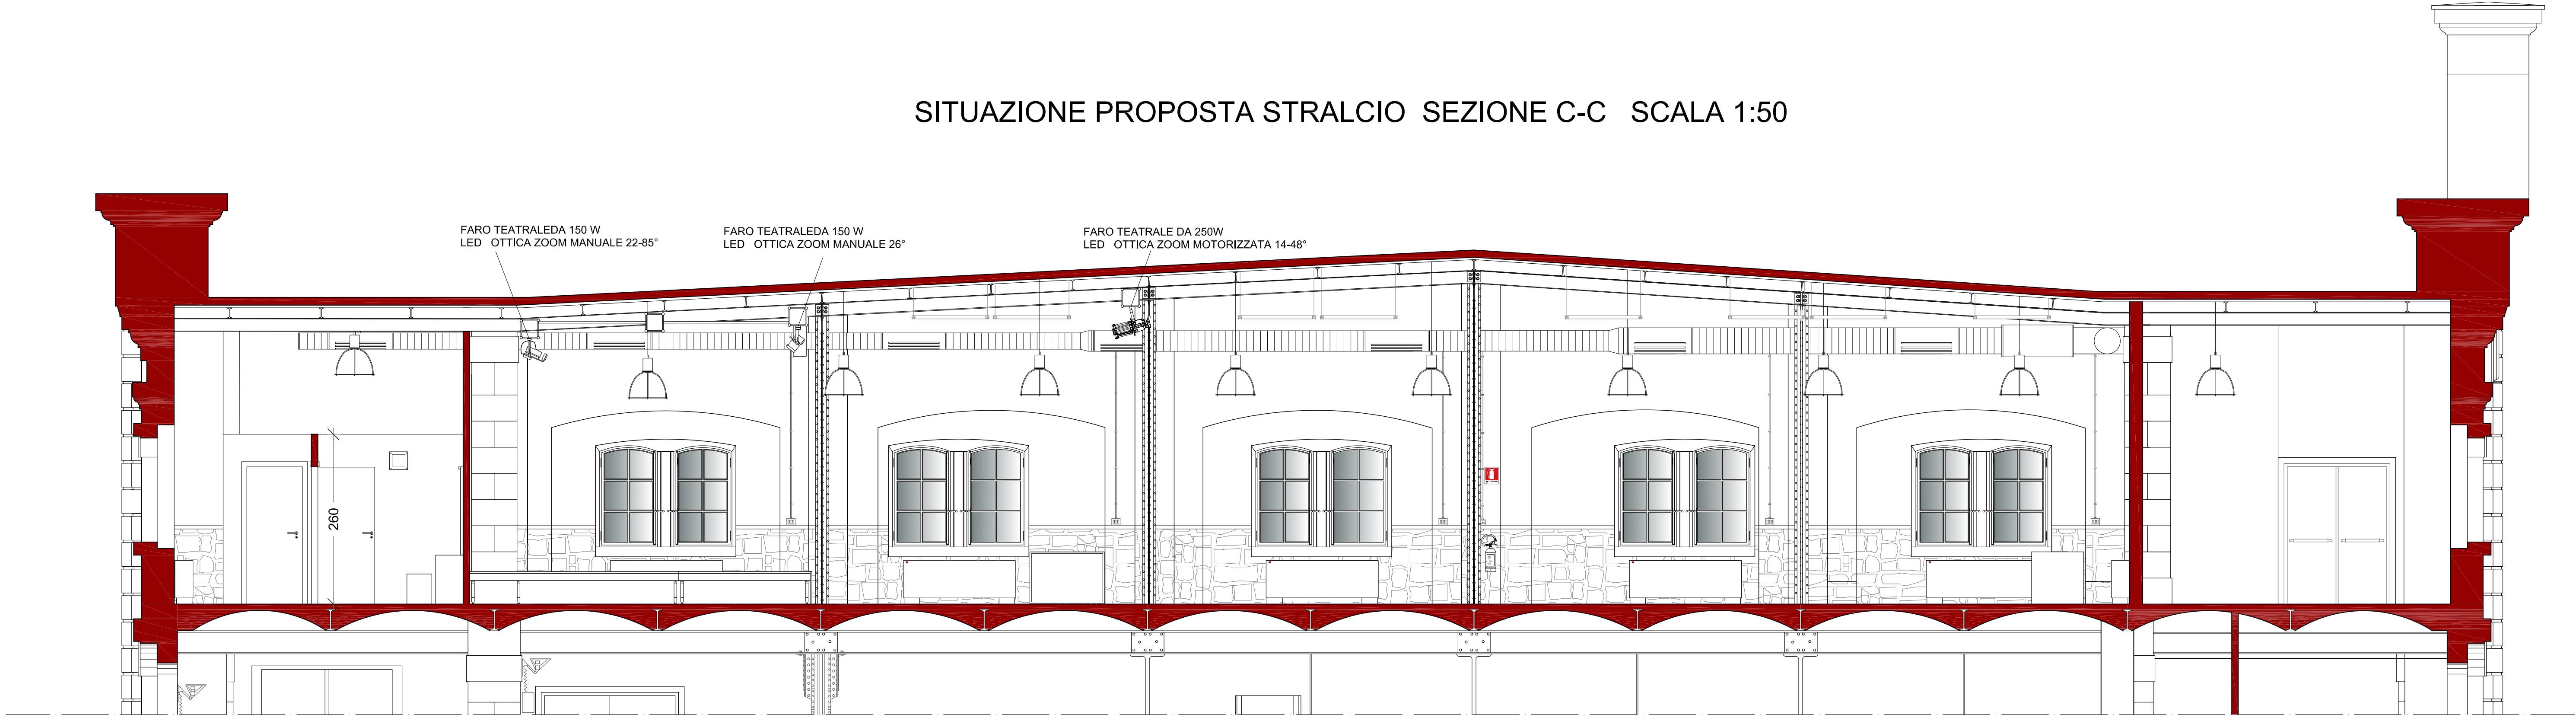 SITUAZIONE PROPOSTA STRALCIO SEZIONE C-C SCALA 1:50
FARO TEATRALEDA 150 W
LED OTTICA ZOOM MANUALE 22-85°
FARO TEATRALEDA 150 W
LED OTTICA ZOOM MANUALE 26°
FARO TEATRALE DA 250W
LED OTTICA ZOOM MOTORIZZATA 14-48°
260